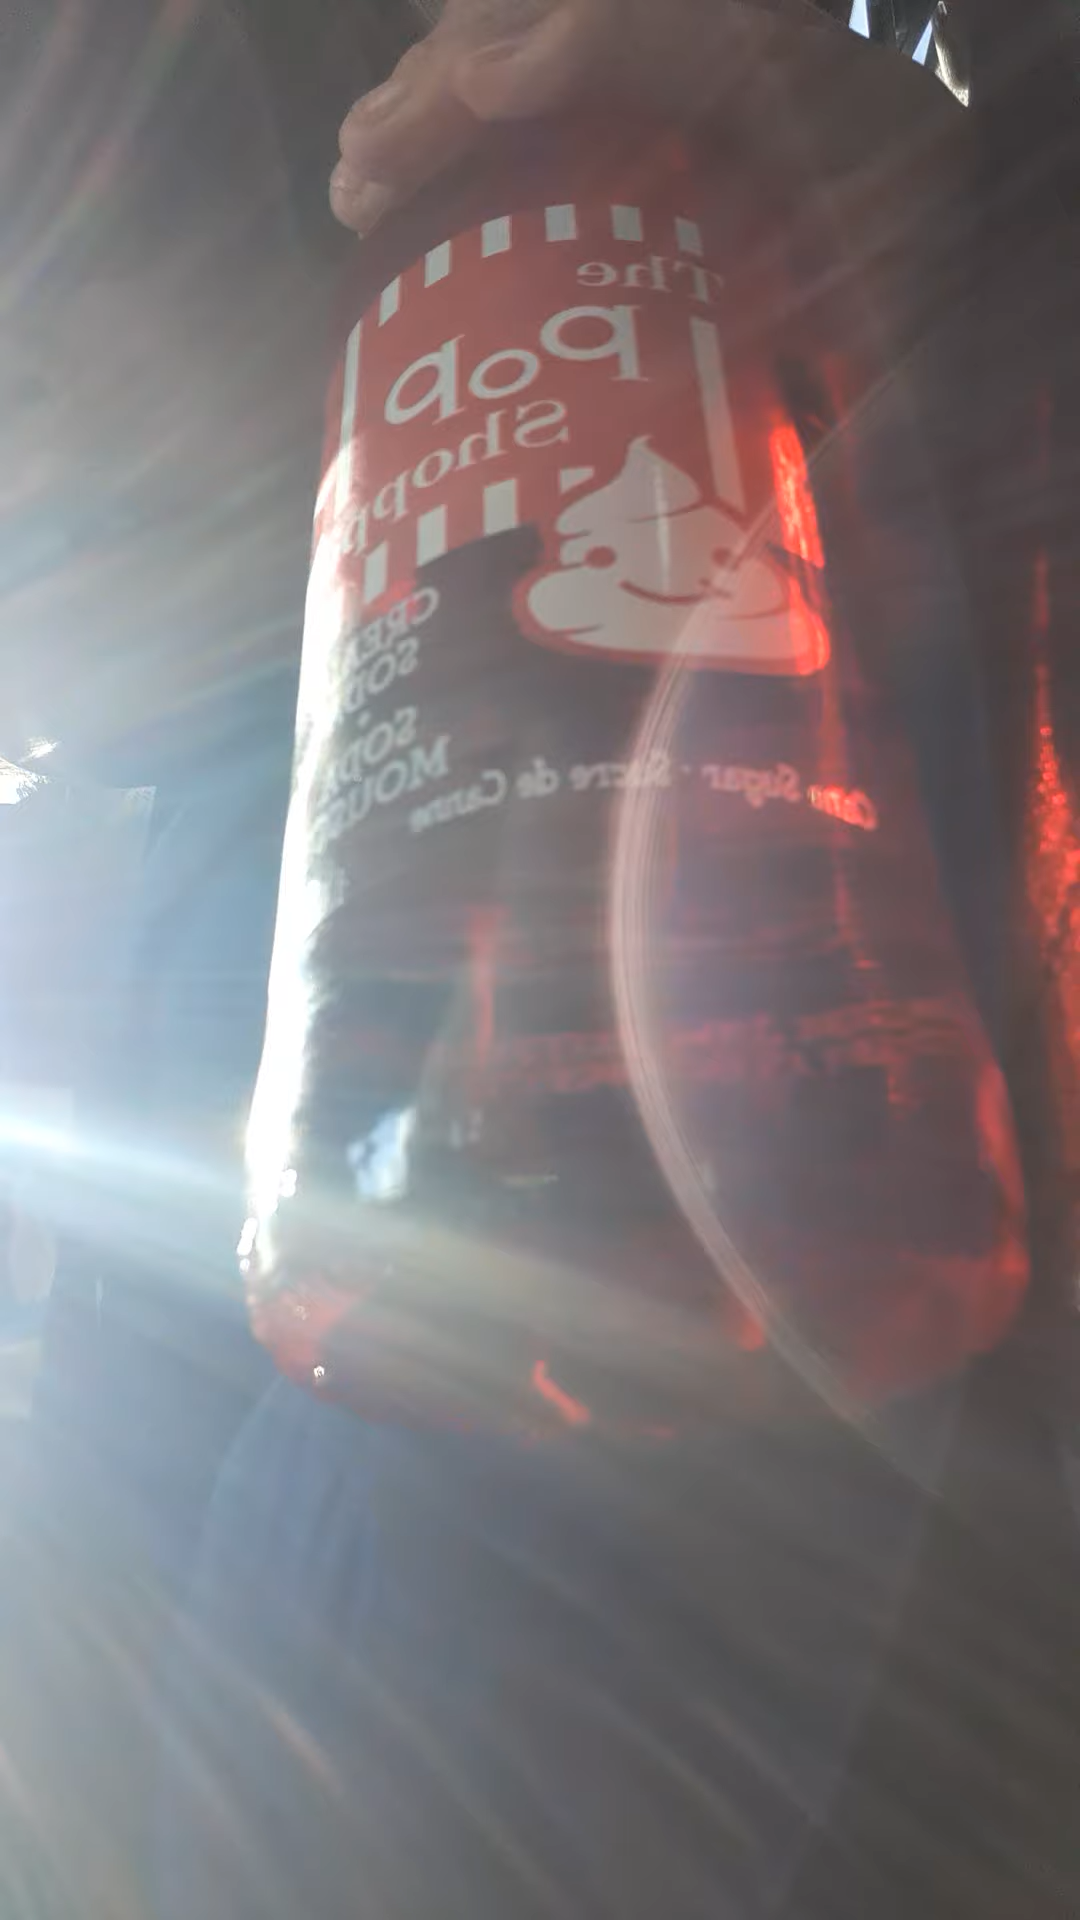 The
Pop
Shoppe
CREAM
SODA
SODA
MOUSSE
Cane Sugar · Sucre de Canne